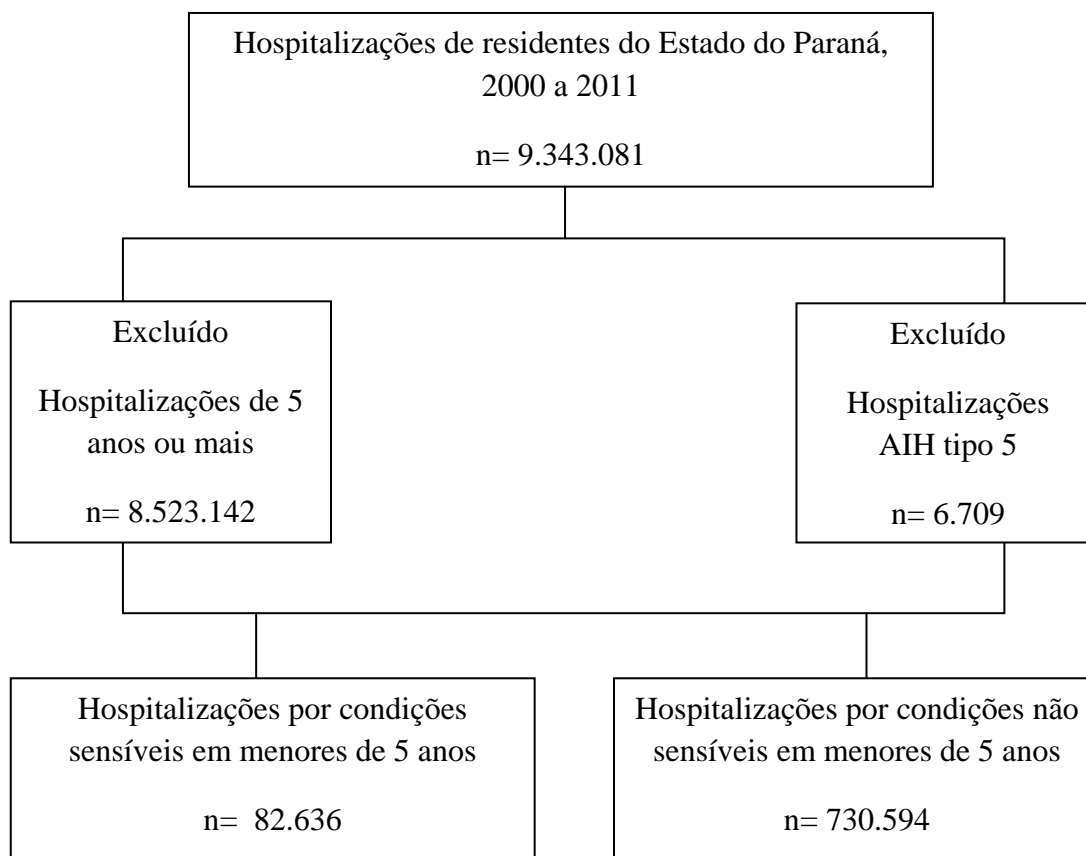 Hospitalizações de residentes do Estado do Paraná,
2000 a 2011
n= 9.343.081
Excluído
Hospitalizações de 5
anos ou mais
n= 8.523.142
Excluído
Hospitalizações
AIH tipo 5
n= 6.709
Hospitalizações por condições
sensíveis em menores de 5 anos
n= 82.636
Hospitalizações por condições não
sensíveis em menores de 5 anos
n= 730.594